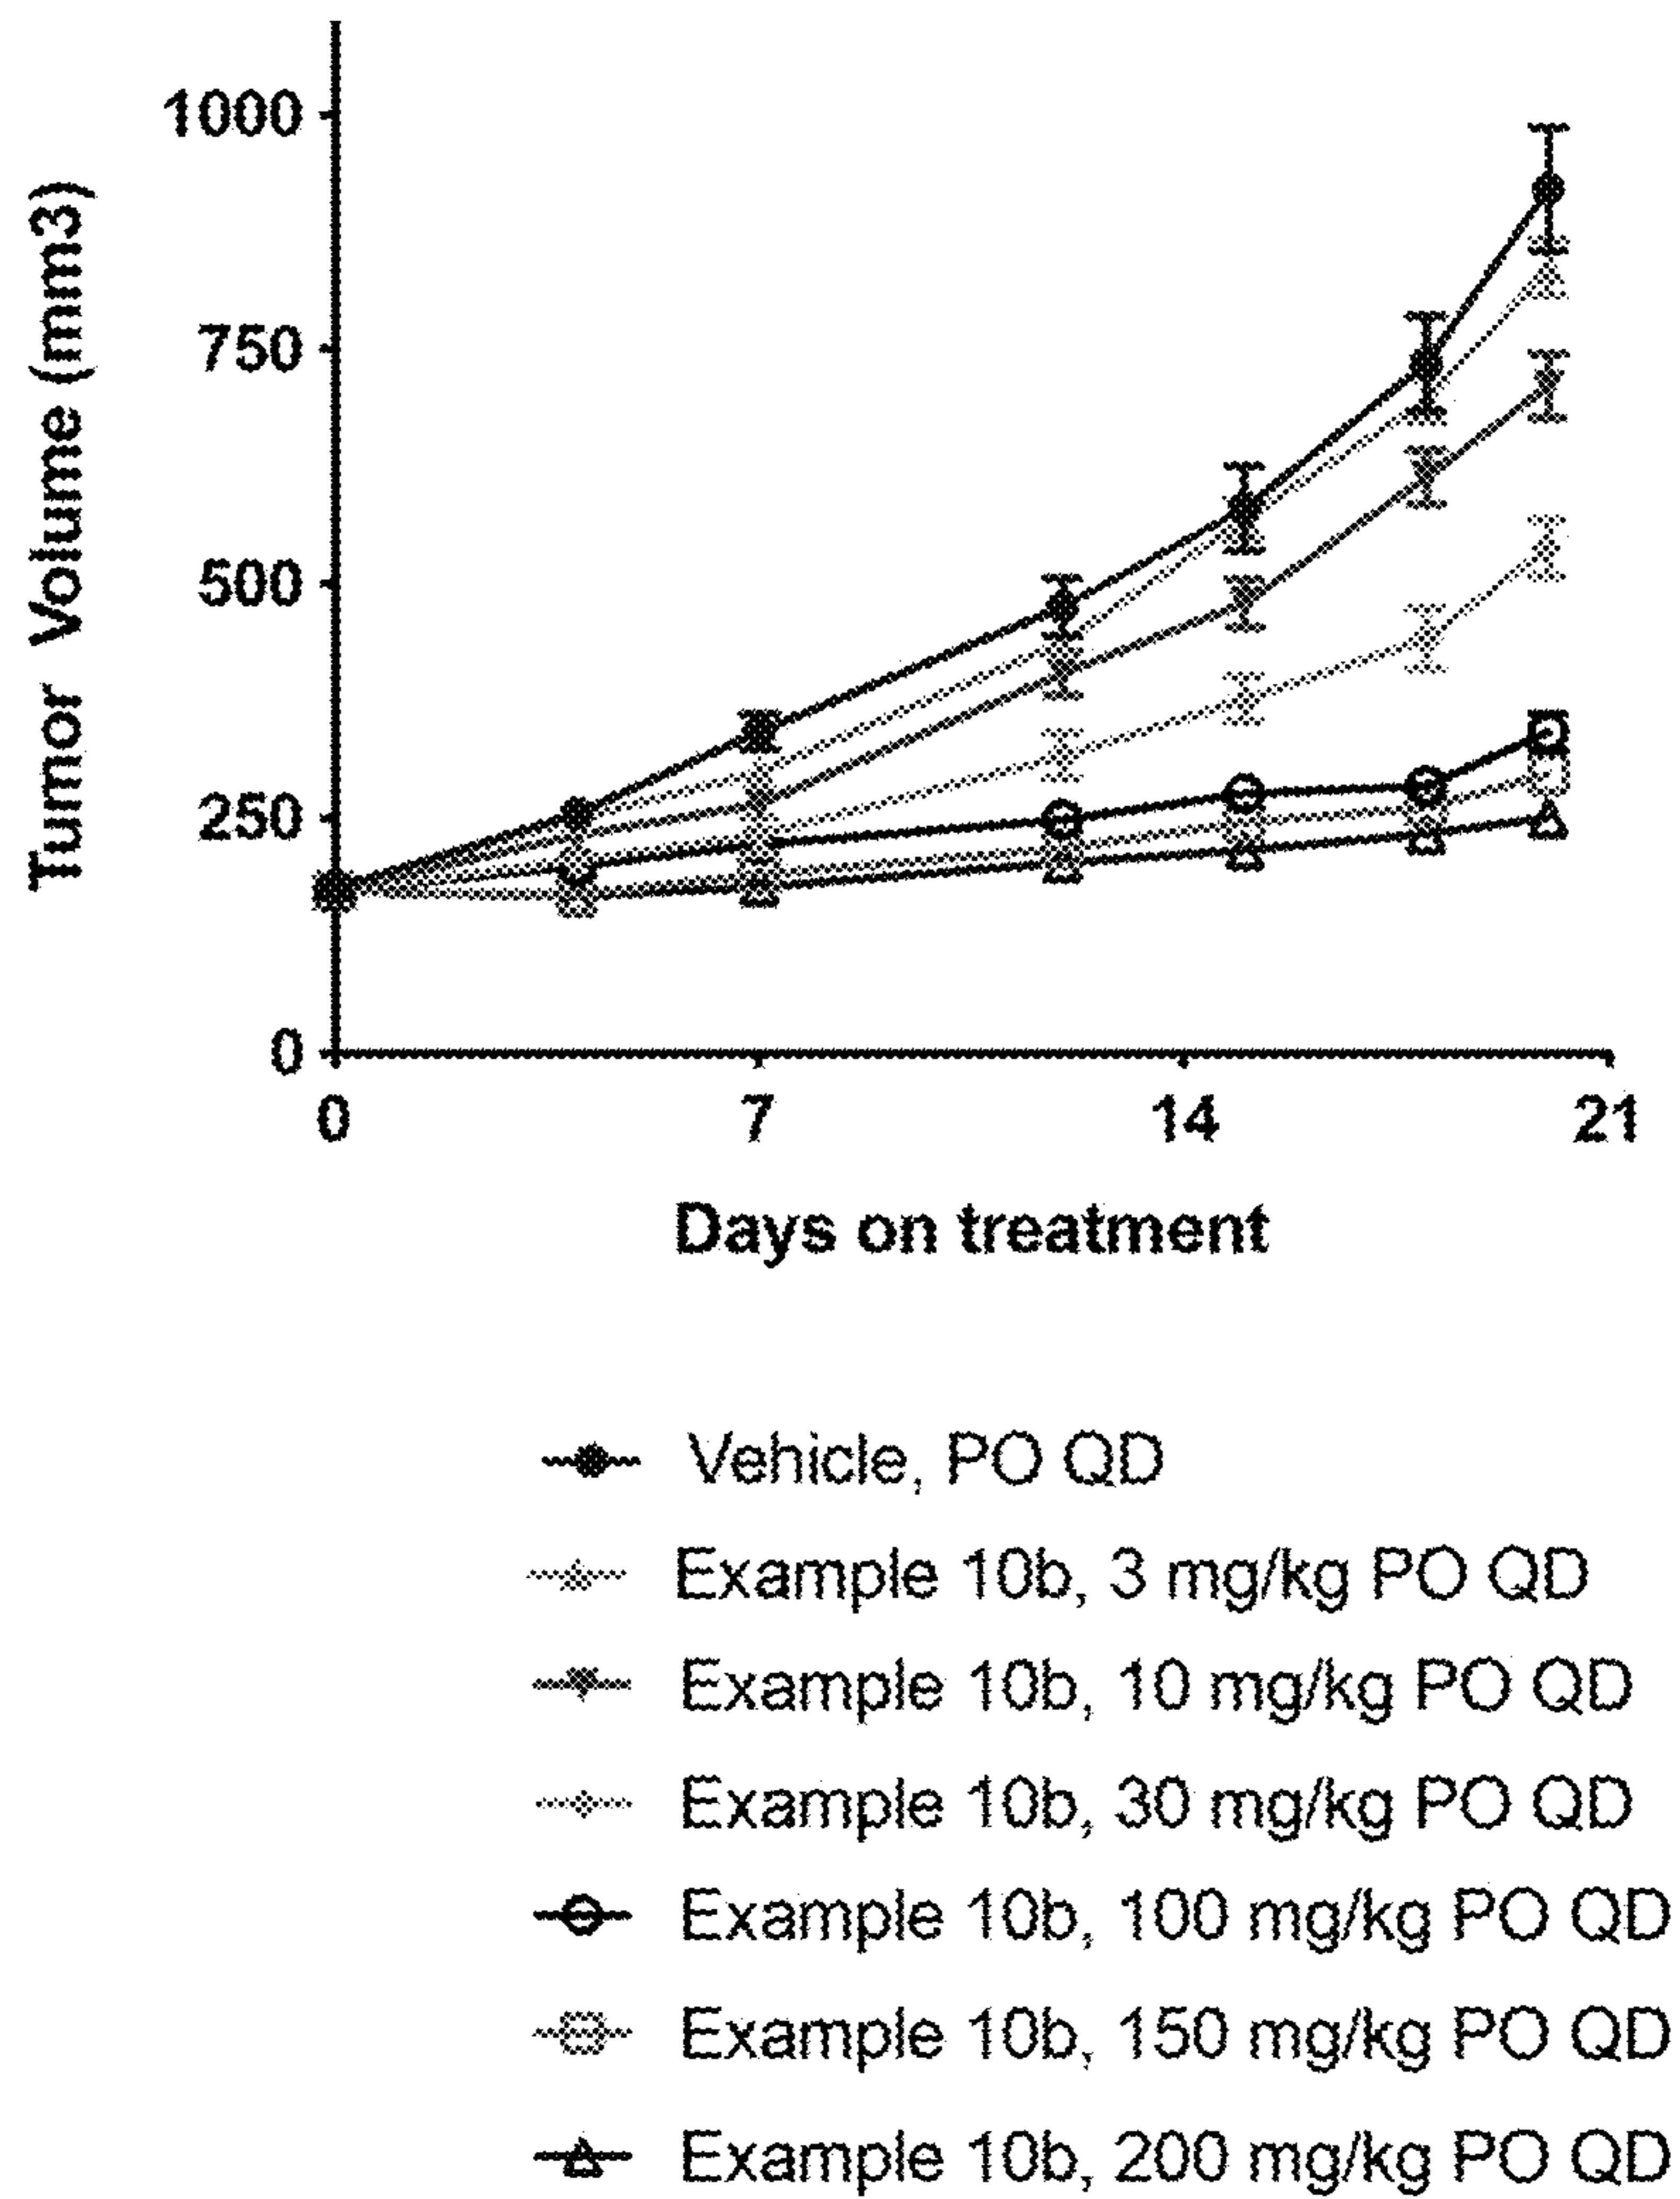 Tumor Volume (mm3)
1000
750
500
250
0
0 7 14 21
Days on treatment
Vehicle, PO QD
Example 10b, 3 mg/kg PO QD
Example 10b, 10 mg/kg PO QD
Example 10b, 30 mg/kg PO QD
Example 10b, 100 mg/kg PO QD
Example 10b, 150 mg/kg PO QD
Example 10b, 200 mg/kg PO QD